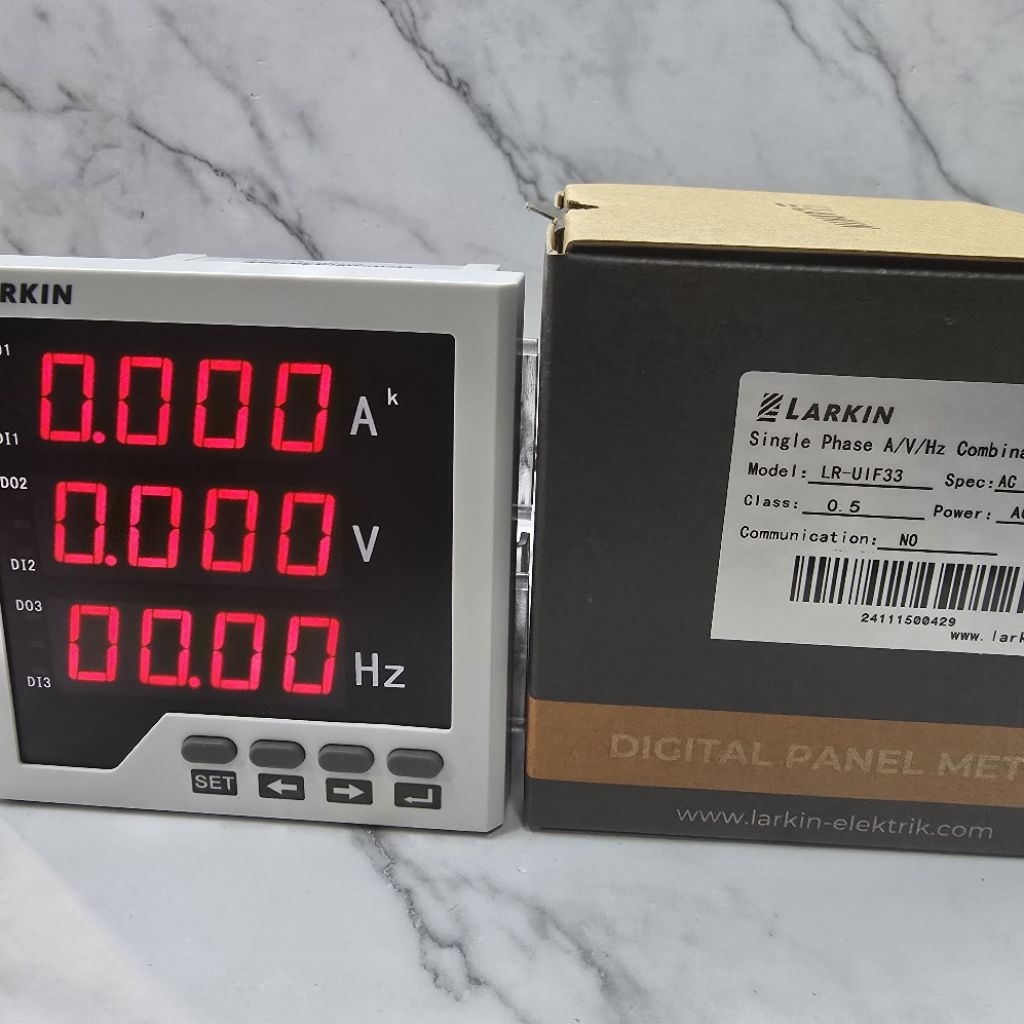 RKIN
DI1
0.000 A k
DO2
0.000 V
DI2
DO3
00.00 Hz
DI3
SET
LARKIN
LARKIN
Single Phase A/V/Hz Combina
Model: LR-UIF33 Spec: AC
Class: 0.5 Power: AC
Communication: NO
24111500429
www.lark
DIGITAL PANEL MET
www.larkin-elektrik.com